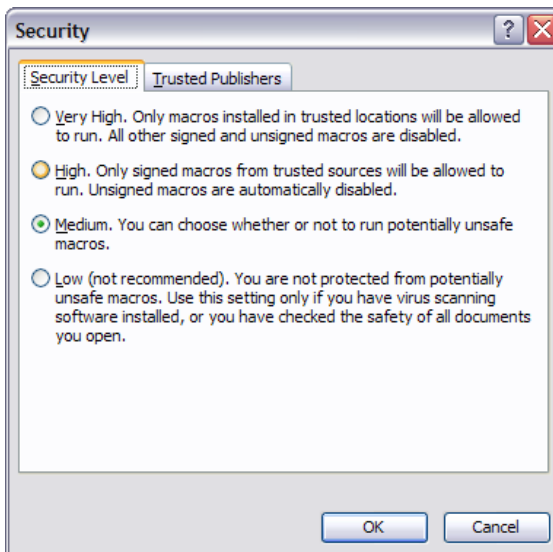 Security
Security Level
Trusted Publishers
Very High. Only macros installed in trusted locations will be allowed
to run. All other signed and unsigned macros are disabled.
High. Only signed macros from trusted sources will be allowed to
run. Unsigned macros are automatically disabled.
Medium. You can choose whether or not to run potentially unsafe
macros.
Low (not recommended). You are not protected from potentially
unsafe macros. Use this setting only if you have virus scanning
software installed, or you have checked the safety of all documents
you open.
OK
Cancel